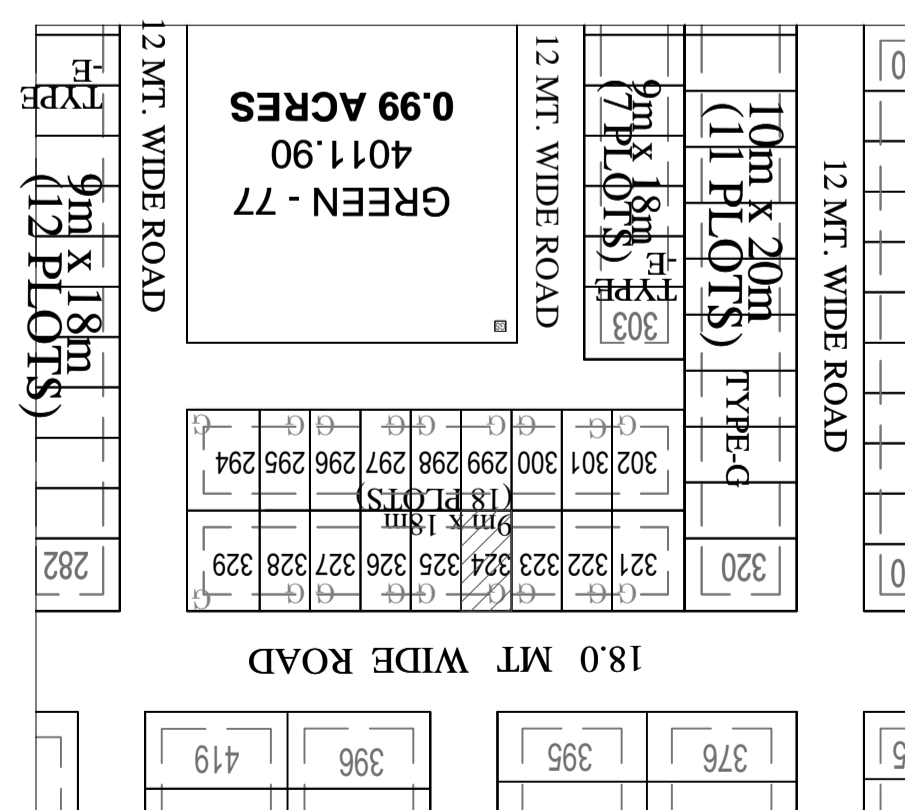 12 MT. WIDE ROAD
12 MT. WIDE ROAD
12 MT. WIDE ROAD
TYPE
-E
9m x 18m
(12 PLOTS)
282
GREEN - 77
4011.90
0.99 ACRES
9m x 18m
(7 PLOTS)
TYPE
-E
303
10m x 20m
(11 PLOTS)
TYPE-G
320
G G G G G G G G G
294 295 296 297 298 299 300 301 302
9m x 18m
(18 PLOTS)
329 328 327 326 325 324 323 322 321
G G G G G G G G G
18.0 MT WIDE ROAD
419 396 395 376